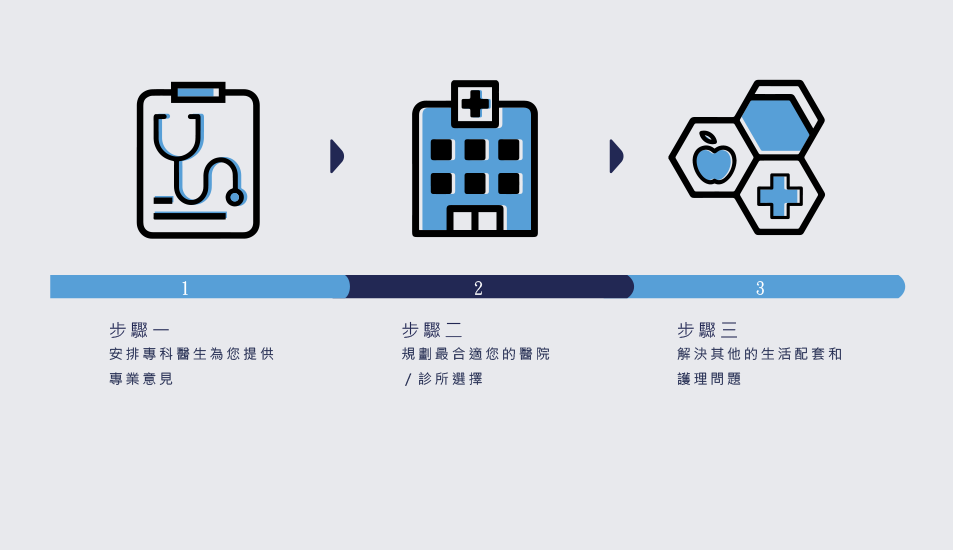 1
2
3
步驟一
安排專科醫生為您提供
專業意見
步驟二
規劃最合適您的醫院
/診所選擇
步驟三
解決其他的生活配套和
護理問題